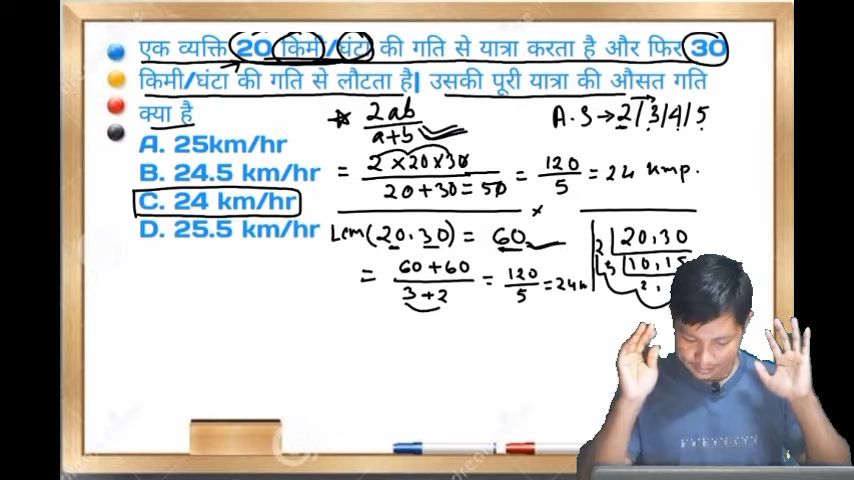 एक व्यक्ति 20 किमी/घंटा की गति से यात्रा करता है और फिर 30
किमी/घंटा की गति से लौटता है| उसकी पूरी यात्रा की औसत गति
क्या है
A. 25km/hr
B. 24.5 km/hr
C. 24 km/hr
D. 25.5 km/hr
* 2ab / a+b
A.S → 2/3/4/5
= 2×20×30 / 20+30=50 = 120/5 = 24 kmp.
Lcm(20,30) = 60
= 60+60 / 3+2 = 120/5 = 24k
2 | 20,30
5 | 10,15
2,